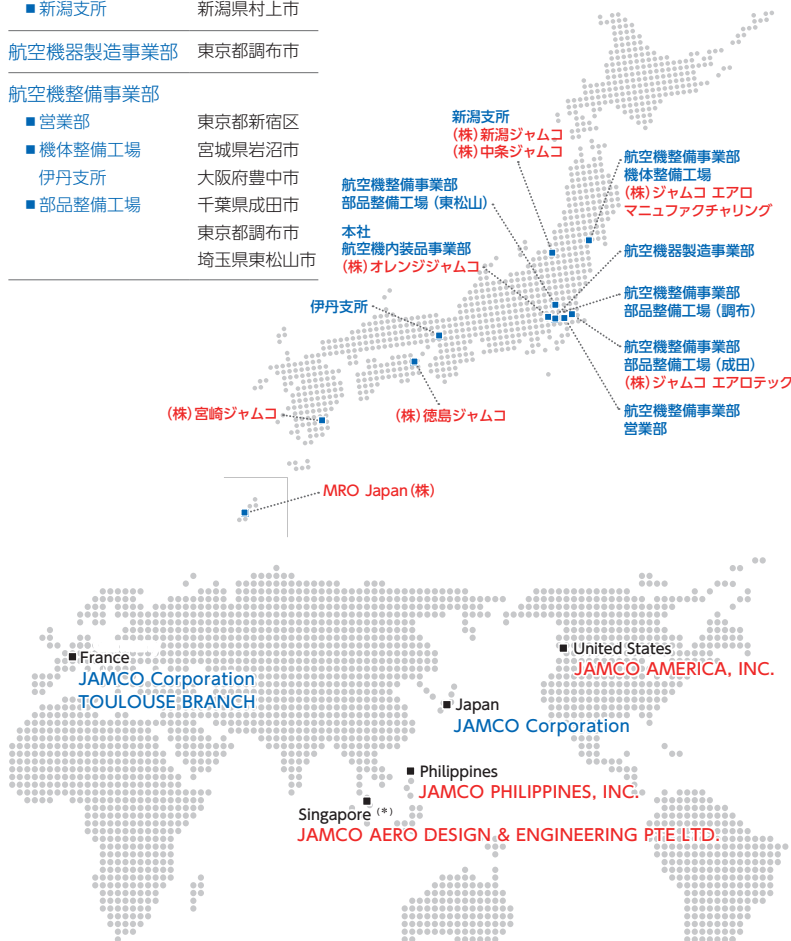 ■新潟支所 新潟県村上市
航空機器製造事業部 東京都調布市
航空機整備事業部
■営業部 東京都新宿区
■機体整備工場 宮城県岩沼市
伊丹支所 大阪府豊中市
■部品整備工場 千葉県成田市
東京都調布市
埼玉県東松山市
新潟支所
(株)新潟ジャムコ
(株)中条ジャムコ
航空機整備事業部
機体整備工場
(株)ジャムコ エアロ
マニュファクチャリング
航空機整備事業部
部品整備工場(東松山)
本社
航空機内装品事業部
(株)オレンジジャムコ
航空機器製造事業部
航空機整備事業部
部品整備工場(調布)
伊丹支所
航空機整備事業部
部品整備工場(成田)
(株)ジャムコ エアロテック
航空機整備事業部
営業部
(株)宮崎ジャムコ
(株)徳島ジャムコ
MRO Japan(株)
■France
JAMCO Corporation
TOULOUSE BRANCH
■United States
JAMCO AMERICA, INC.
■Japan
JAMCO Corporation
■Philippines
JAMCO PHILIPPINES, INC.
Singapore (*)
JAMCO AERO DESIGN & ENGINEERING PTE LTD.